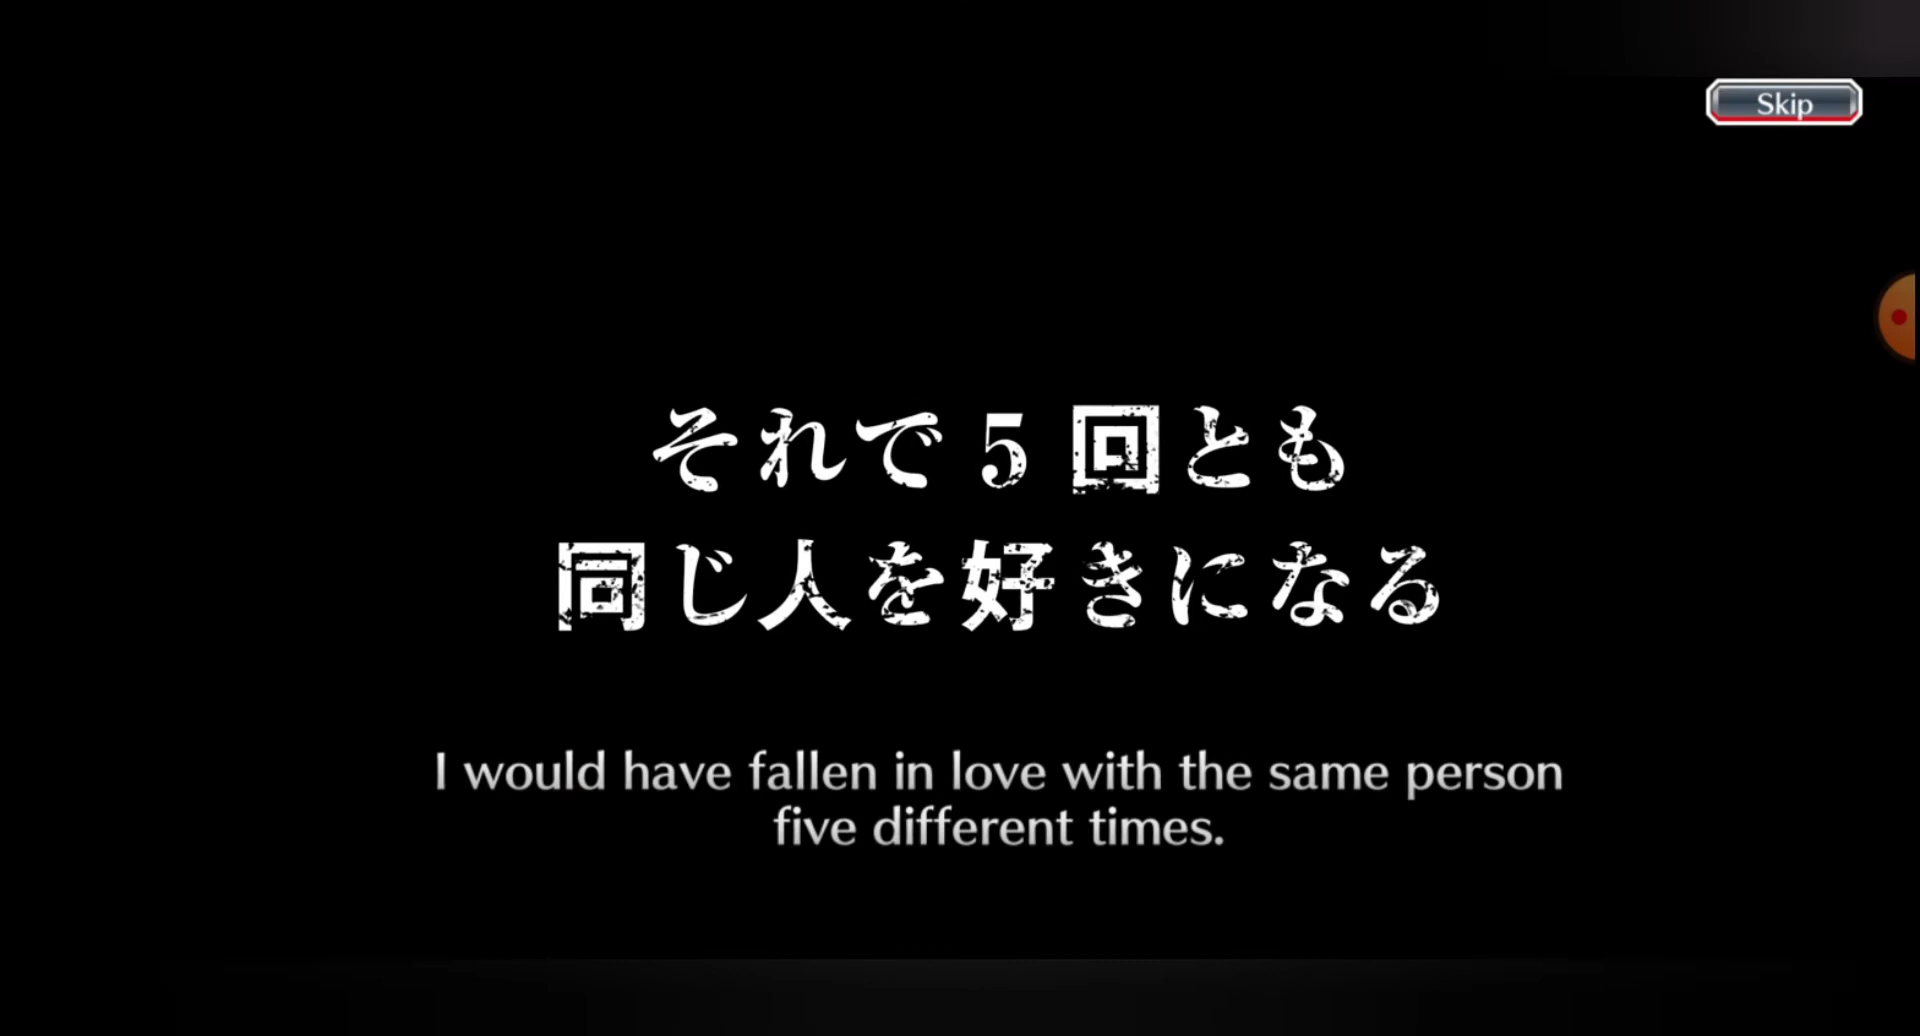 Skip
それで5回とも
同じ人を好きになる
I would have fallen in love with the same person
five different times.